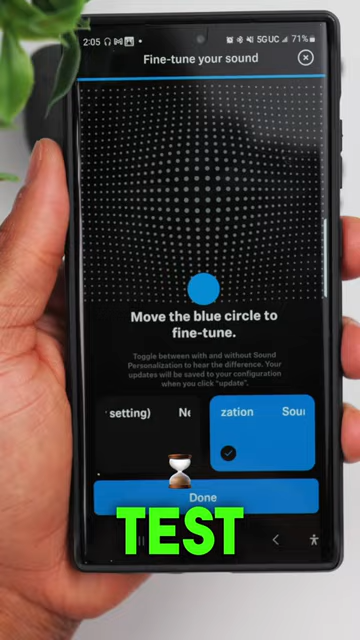 2:05
5GUC
71%
Fine-tune your sound
Move the blue circle to
fine-tune.
Toggle between with and without Sound
Personalization to hear the difference. Your
updates will be saved to your configuration
when you click "update".
setting) Ne
zation Sou
Done
TEST